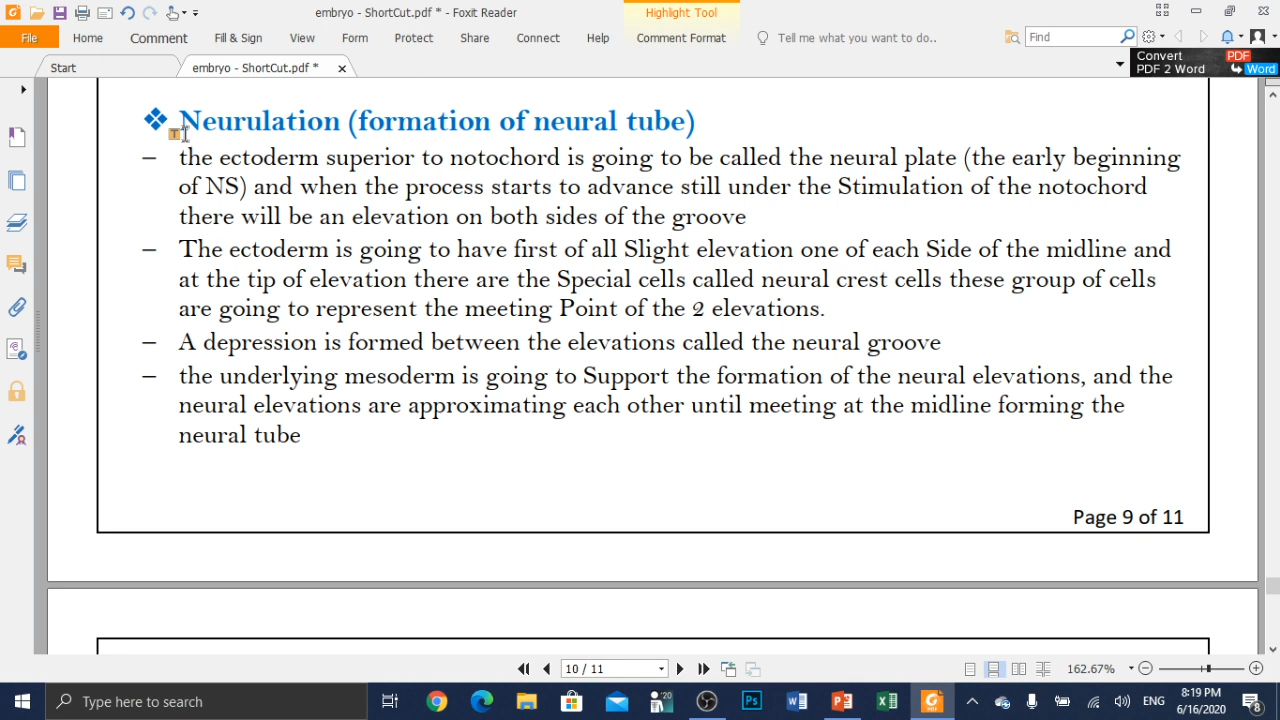 embryo - ShortCut.pdf * - Foxit Reader
Highlight Tool
File Home Comment Fill & Sign View Form Protect Share Connect Help Comment Format Tell me what you want to do.. Find
Start embryo - ShortCut.pdf *
Convert PDF
PDF 2 Word Word
❖ Neurulation (formation of neural tube)
– the ectoderm superior to notochord is going to be called the neural plate (the early beginning
of NS) and when the process starts to advance still under the Stimulation of the notochord
there will be an elevation on both sides of the groove
– The ectoderm is going to have first of all Slight elevation one of each Side of the midline and
at the tip of elevation there are the Special cells called neural crest cells these group of cells
are going to represent the meeting Point of the 2 elevations.
– A depression is formed between the elevations called the neural groove
– the underlying mesoderm is going to Support the formation of the neural elevations, and the
neural elevations are approximating each other until meeting at the midline forming the
neural tube
Page 9 of 11
10 / 11 162.67%
Type here to search ENG 8:19 PM
6/16/2020